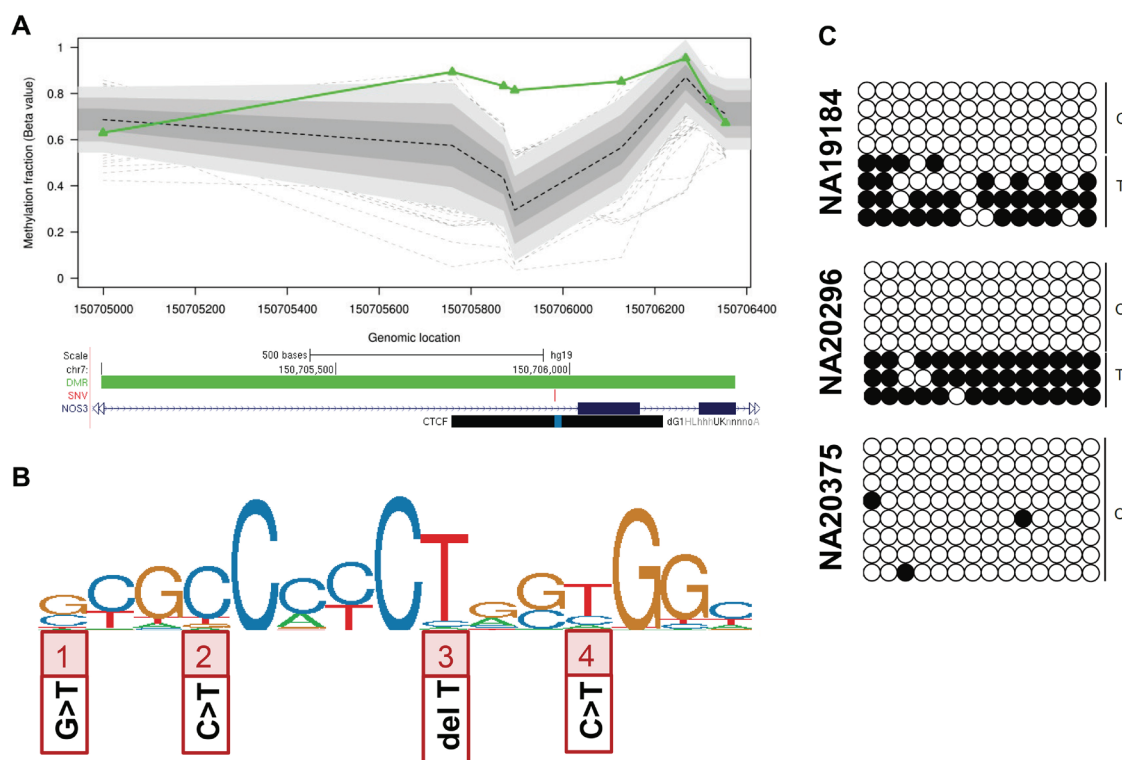 A
Methylation fraction (Beta value)
1
0.8
0.6
0.4
0.2
0
150705000 150705200 150705400 150705600 150705800 150706000 150706200 150706400
Genomic location
Scale 500 bases hg19
chr7: 150,705,500 150,706,000
DMR
SNV
NOS3
CTCF dG1HLhhhUKnnnnoA
B
1 2 3 4
G>T C>T del T C>T
C
NA19184
C
T
NA20296
C
T
NA20375
C